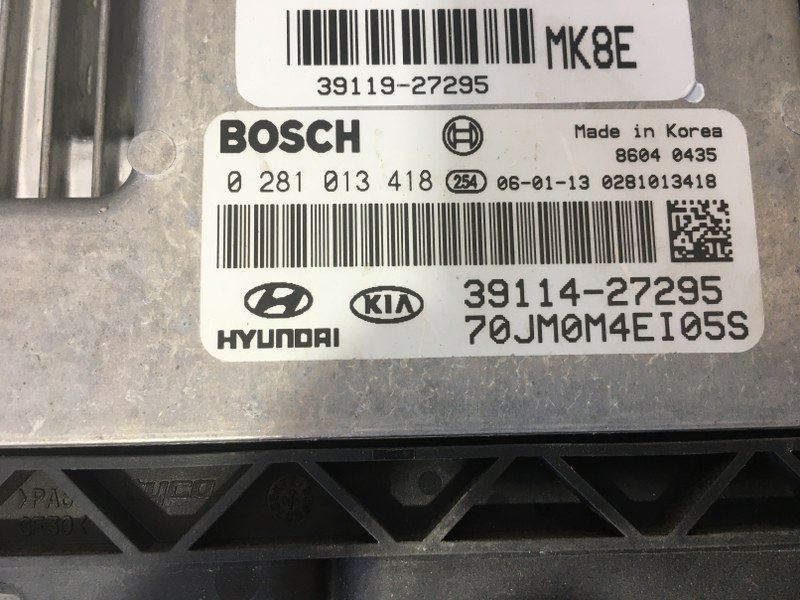 MK8E
39119-27295
BOSCH
Made in Korea
8604 0435
0 281 013 418 254 06-01-13 0281013418
HYUNDAI KIA 39114-27295
70JM0M4EI05S